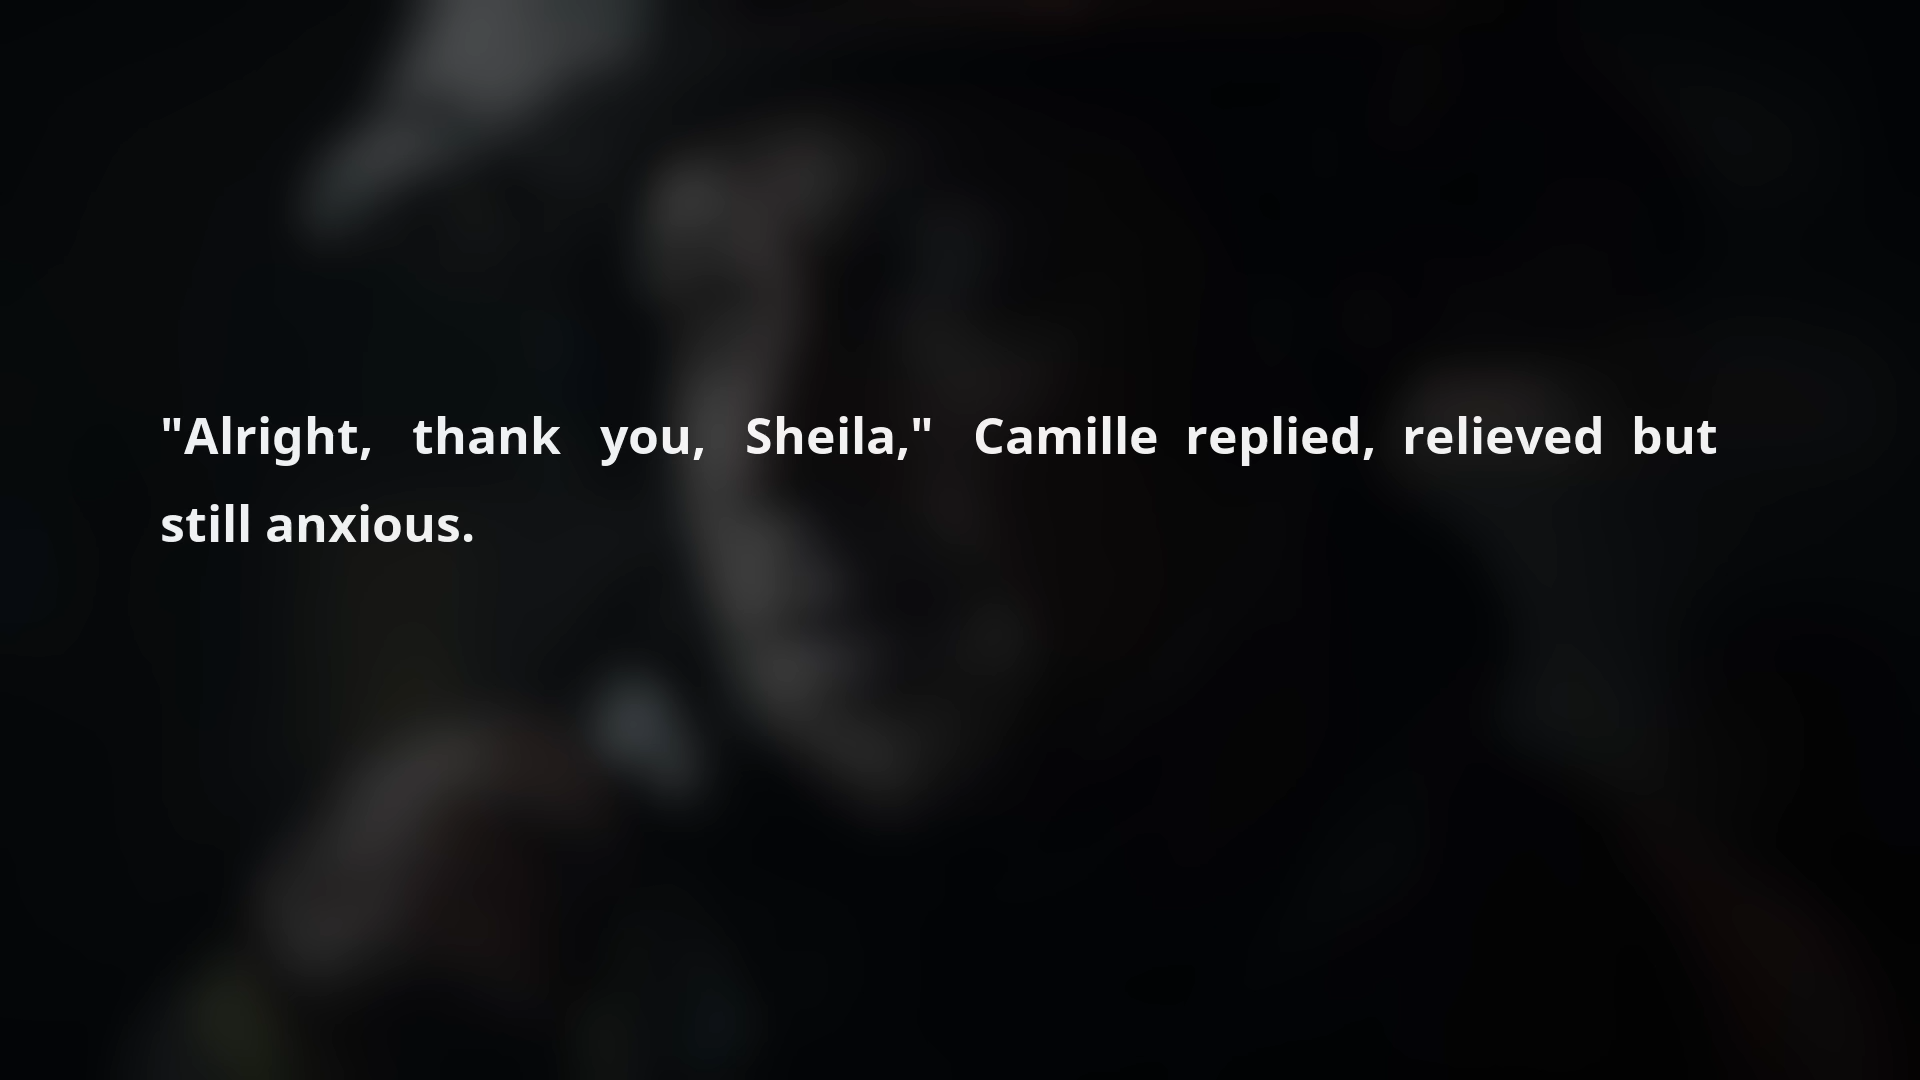 "Alright, thank you, Sheila," Camille replied, relieved but
still anxious.